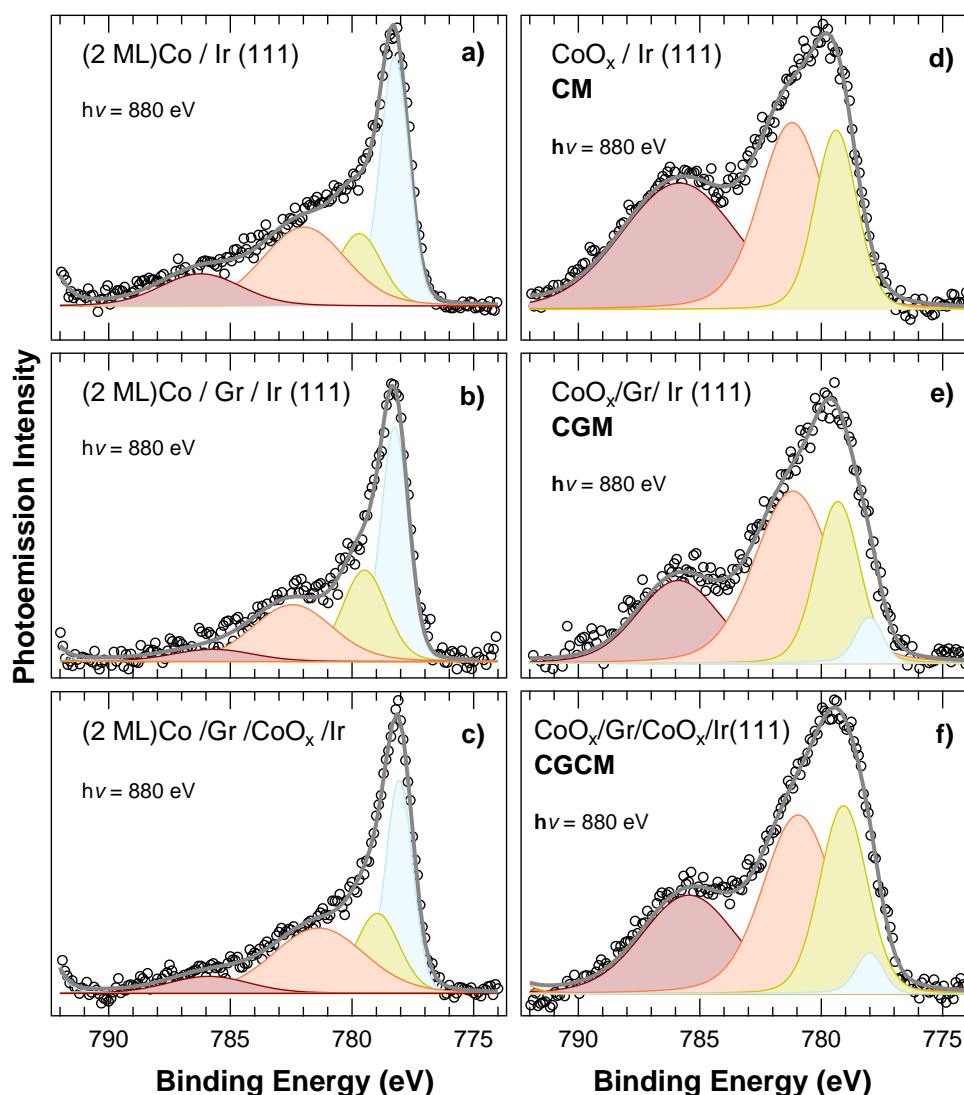 Photoemission Intensity
(2 ML)Co / Ir (111)
a)
hν = 880 eV
(2 ML)Co / Gr / Ir (111)
b)
hν = 880 eV
(2 ML)Co /Gr /CoOx /Ir
c)
hν = 880 eV
790 785 780 775
Binding Energy (eV)
CoOx / Ir (111)
d)
CM
hν = 880 eV
CoOx/Gr/ Ir (111)
e)
CGM
hν = 880 eV
CoOx/Gr/CoOx/Ir(111)
f)
CGCM
hν = 880 eV
790 785 780 775
Binding Energy (eV)